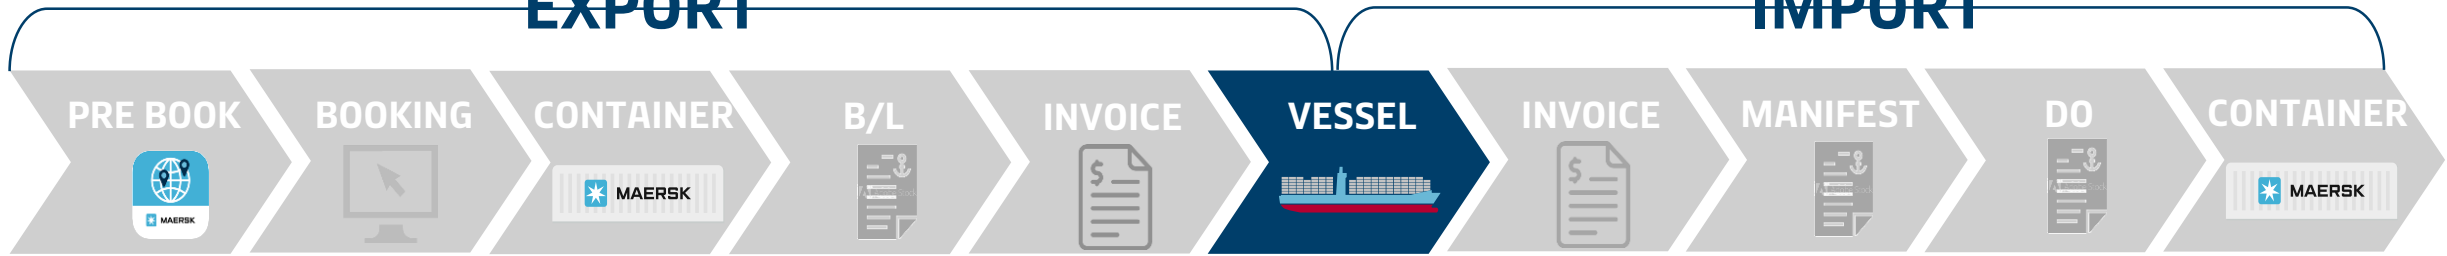 EXPORT
IMPORT
PRE BOOK
BOOKING
CONTAINER
B/L
INVOICE
VESSEL
INVOICE
MANIFEST
DO
CONTAINER
MAERSK
MAERSK
MAERSK